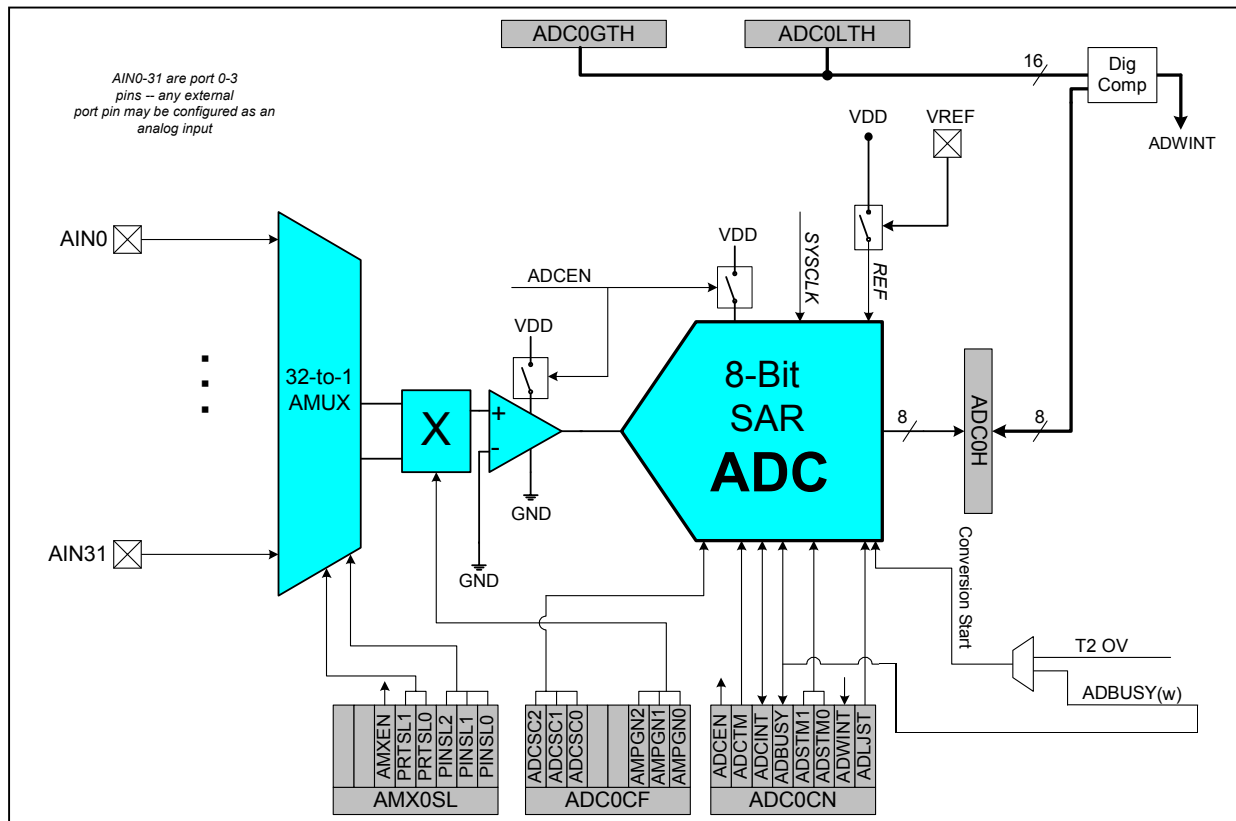 ADC0GTH
ADC0LTH
AIN0-31 are port 0-3
pins -- any external
port pin may be configured as an
analog input
16
Dig
Comp
ADWINT
VDD
VREF
AIN0
VDD
SYSCLK
REF
ADCEN
VDD
32-to-1
AMUX
X
+
-
8-Bit
SAR
ADC
8
ADC0H
8
GND
GND
AIN31
Conversion Start
T2 OV
ADBUSY(w)
AMXEN
PRTSL1
PRTSL0
PINSL2
PINSL1
PINSL0
AMX0SL
ADCSC2
ADCSC1
ADCSC0
AMPGN2
AMPGN1
AMPGN0
ADC0CF
ADCEN
ADCTM
ADCINT
ADBUSY
ADSTM1
ADSTM0
ADWINT
ADLJST
ADC0CN